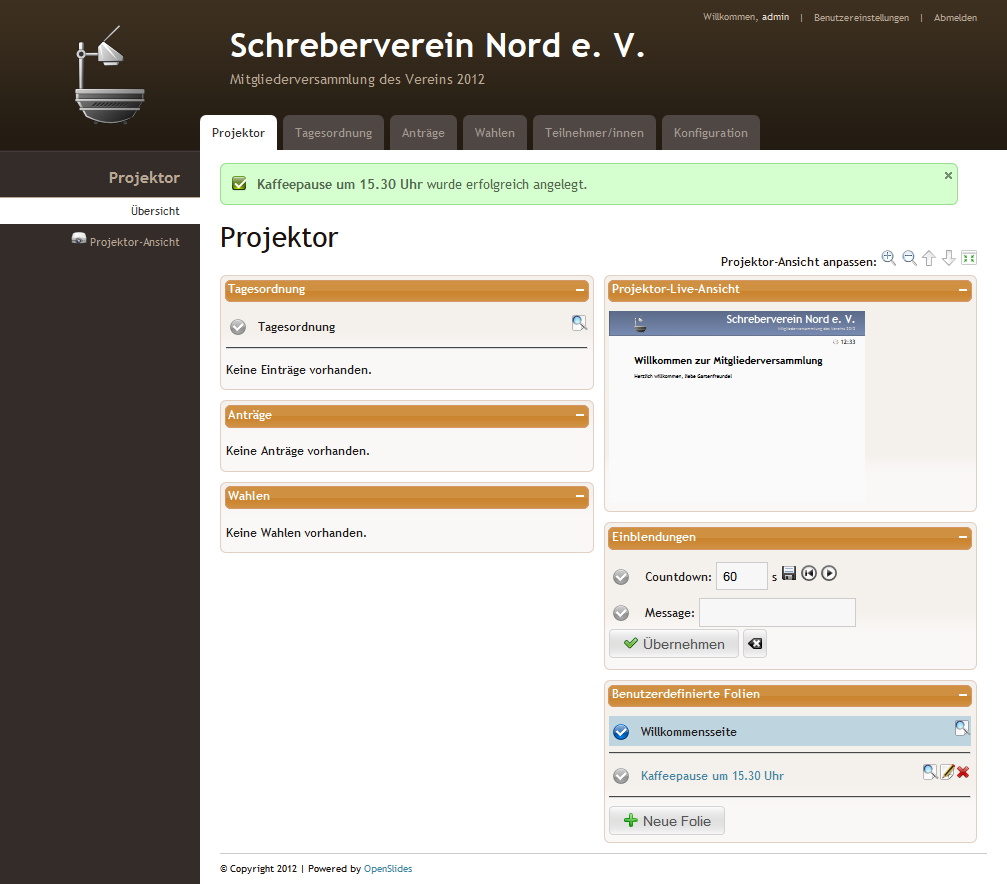 Willkommen, admin | Benutzereinstellungen | Abmelden
Schreberverein Nord e. V.
Mitgliederversammlung des Vereins 2012
Projektor Tagesordnung Anträge Wahlen Teilnehmer/innen Konfiguration
Projektor
Übersicht
Projektor-Ansicht
Kaffeepause um 15.30 Uhr wurde erfolgreich angelegt.
Projektor
Projektor-Ansicht anpassen:
Tagesordnung
Tagesordnung
Keine Einträge vorhanden.
Anträge
Keine Anträge vorhanden.
Wahlen
Keine Wahlen vorhanden.
Projektor-Live-Ansicht
Schreberverein Nord e. V.
Mitgliederversammlung des Vereins 2012
12:33
Willkommen zur Mitgliederversammlung
Herzlich willkommen, liebe Gartenfreunde!
Einblendungen
Countdown: 60 s
Message:
Übernehmen
Benutzerdefinierte Folien
Willkommensseite
Kaffeepause um 15.30 Uhr
Neue Folie
© Copyright 2012 | Powered by OpenSlides